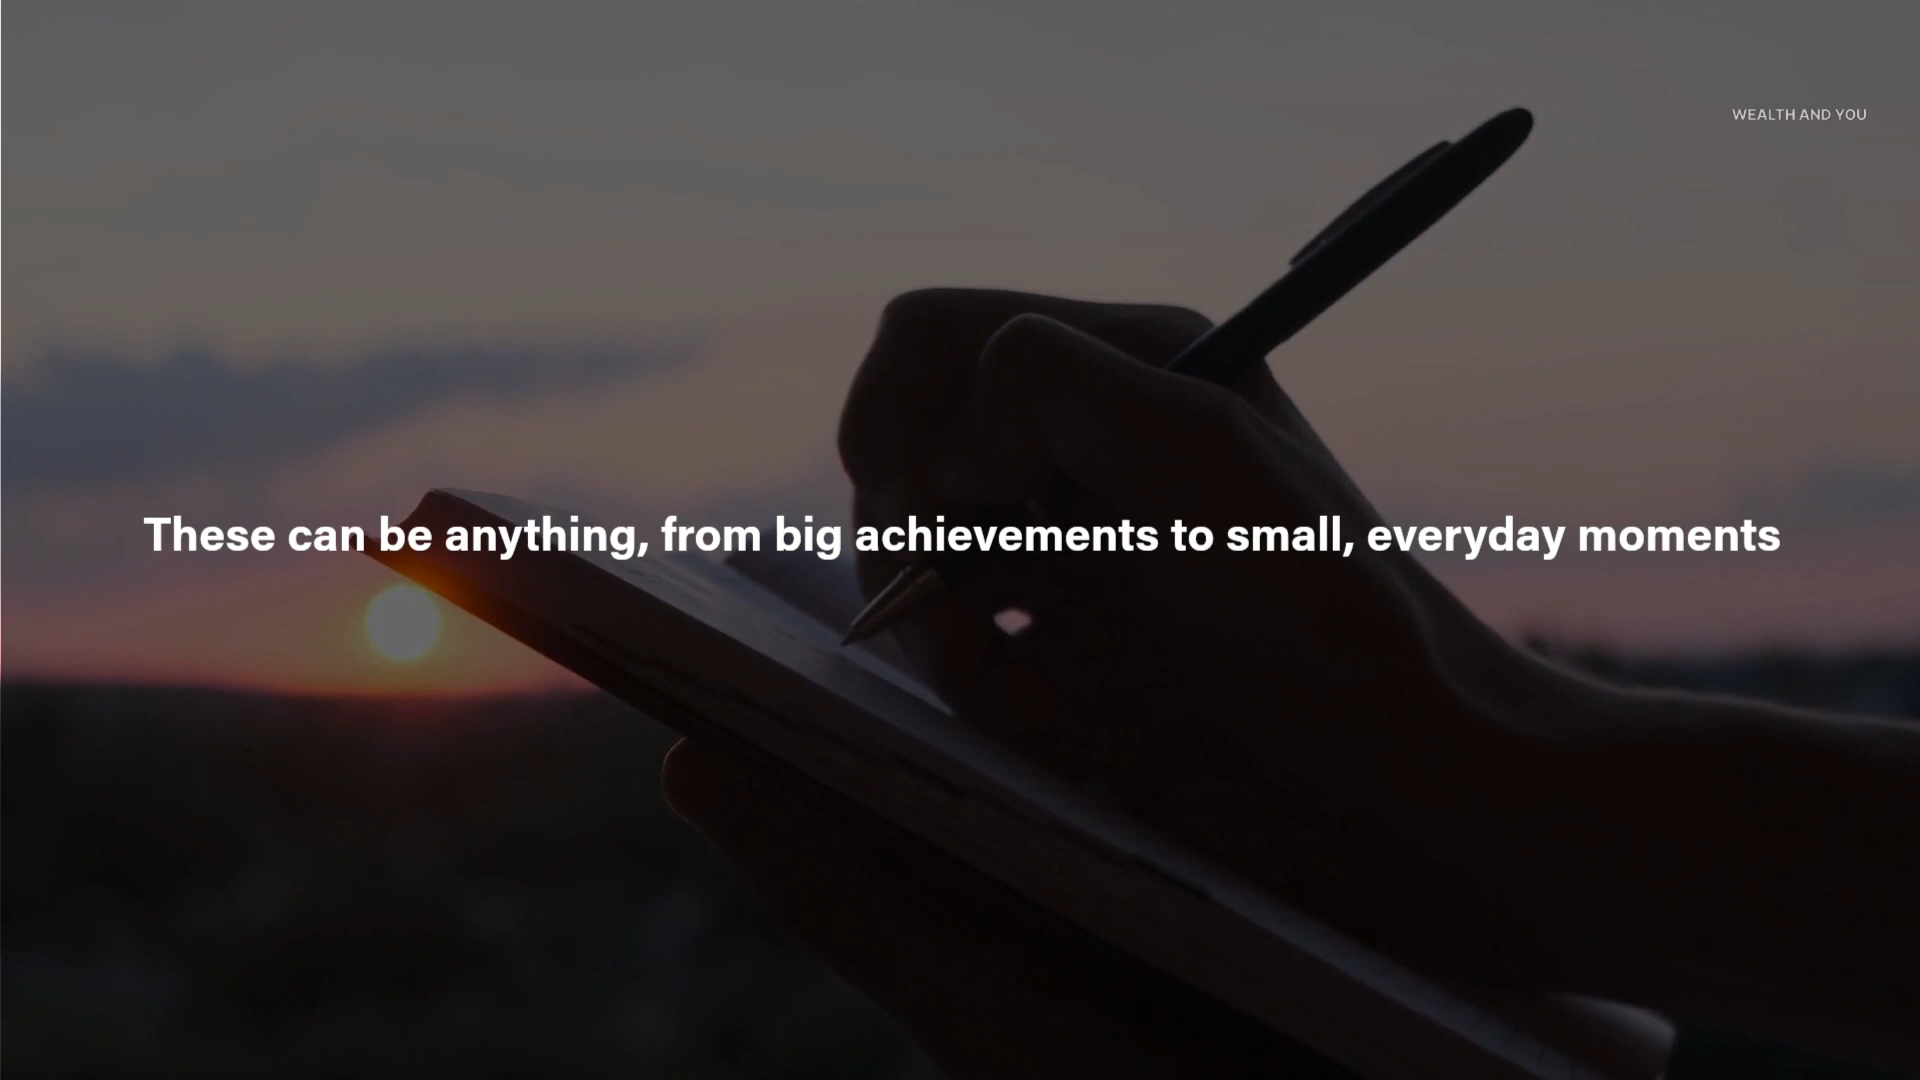 WEALTH AND YOU
These can be anything, from big achievements to small, everyday moments